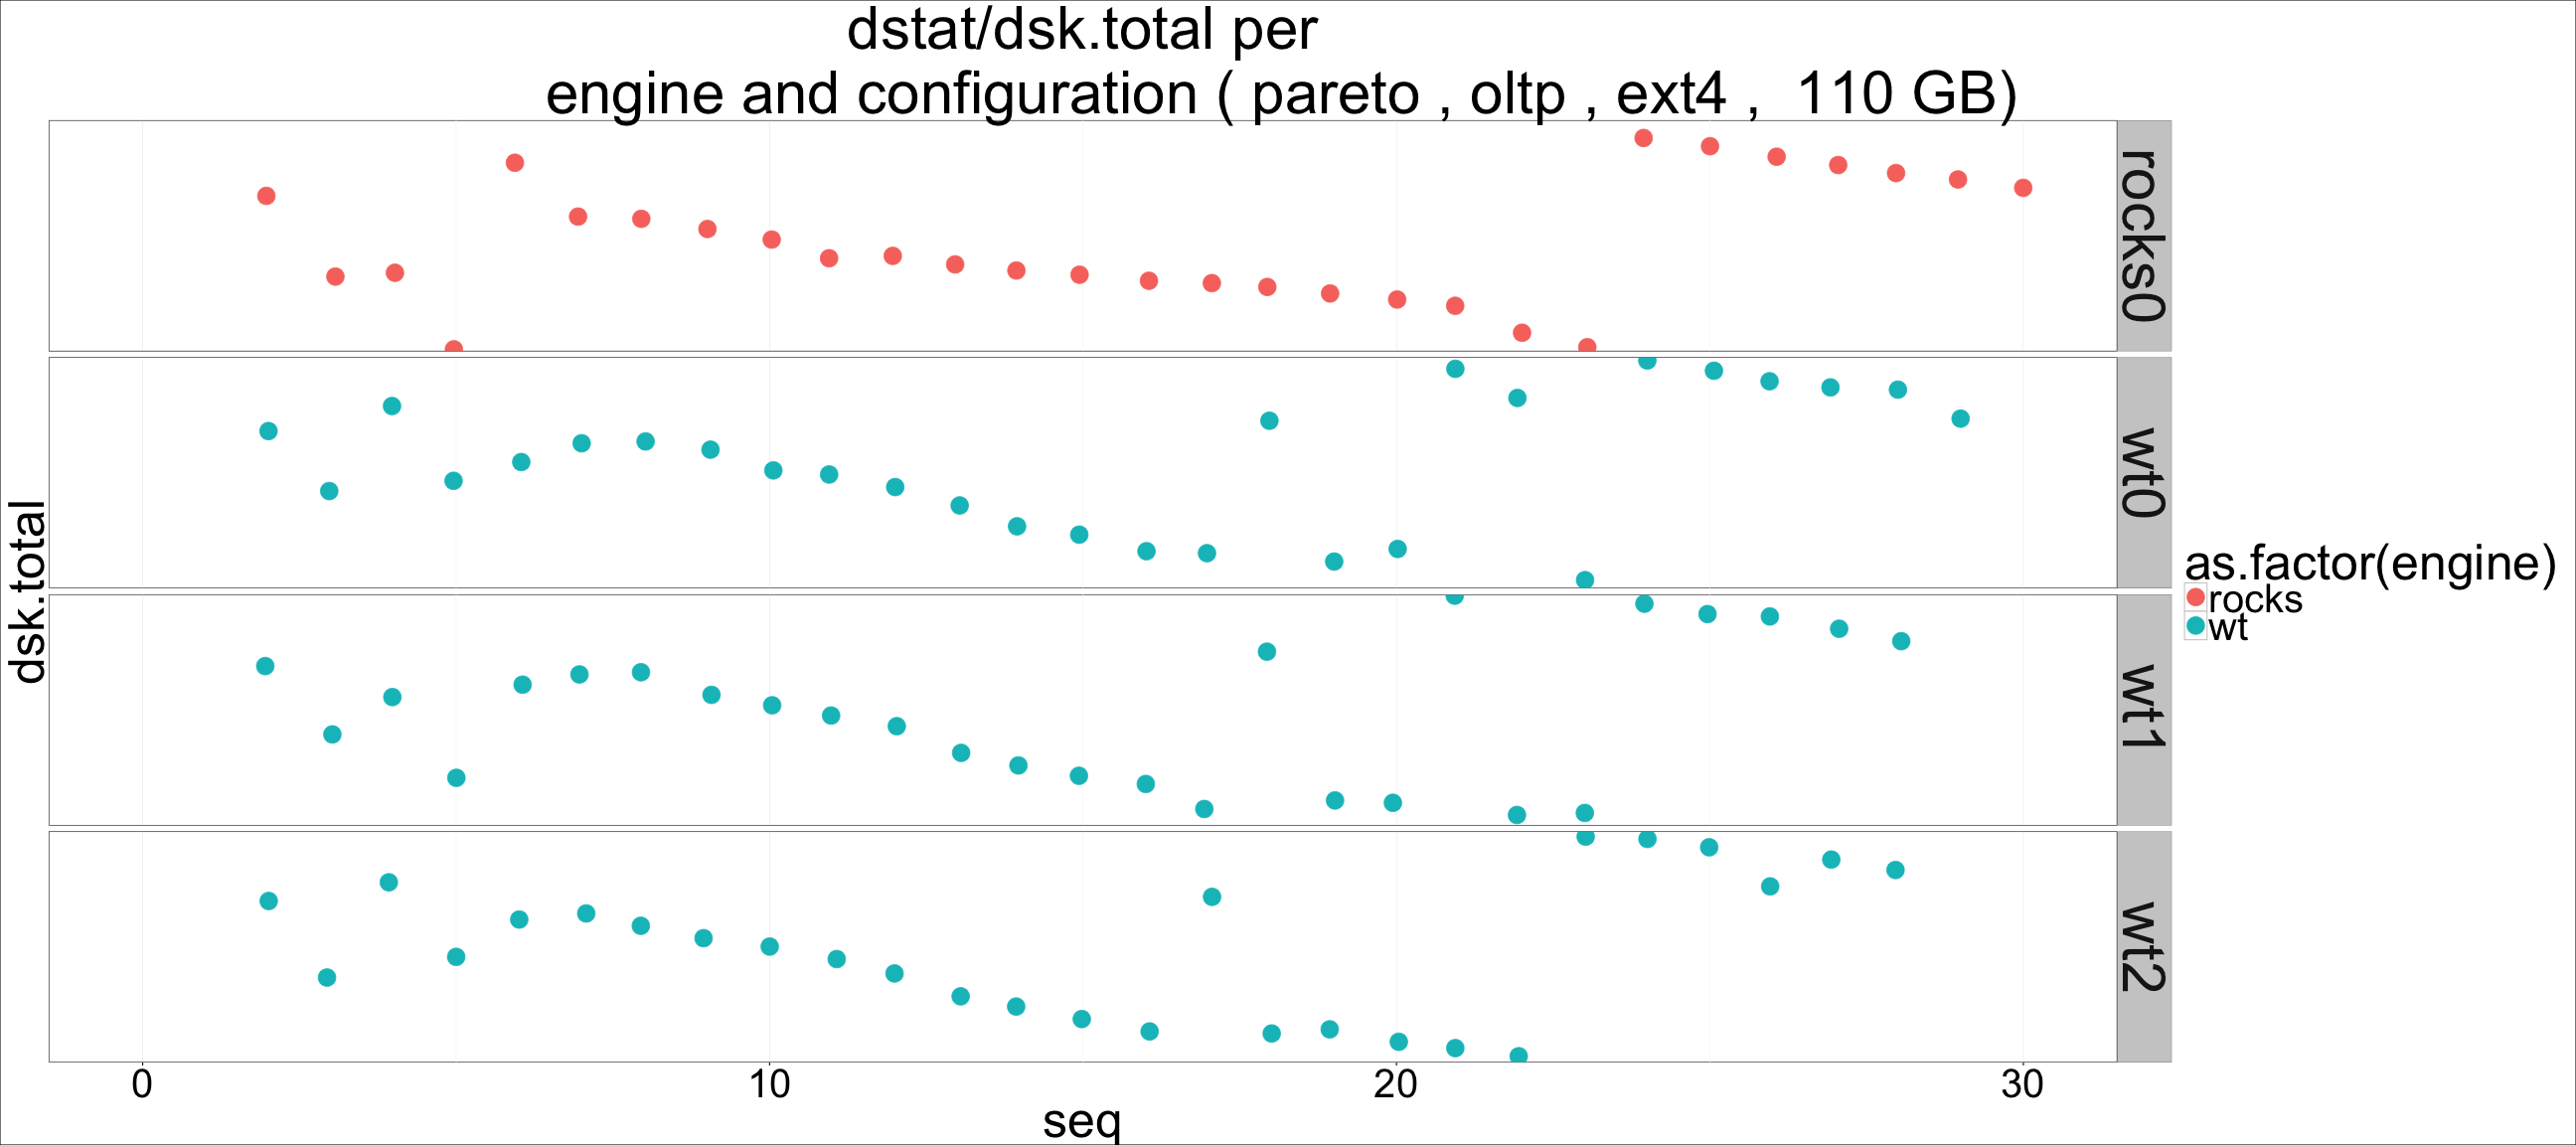 dstat/dsk.total per
engine and configuration ( pareto , oltp , ext4 ,  110 GB)
rocks0
wt0
wt1
wt2
dsk.total
0
10
20
30
seq
as.factor(engine)
rocks
wt